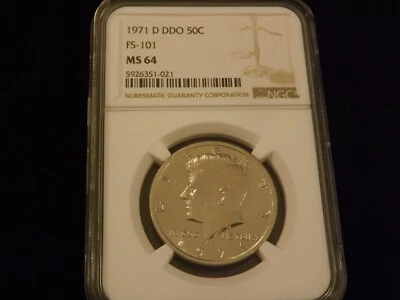 1971 D DDO 50C
FS-101
MS 64
5926351-021
NUMISMATIC GUARANTY CORPORATION
NGC